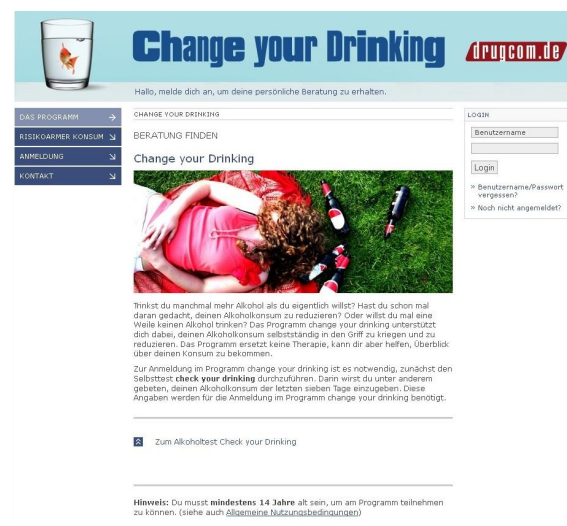 Change your Drinking
drugcom.de
Hallo, melde dich an, um deine persönliche Beratung zu erhalten.
DAS PROGRAMM
RISIKOARMER KONSUM
ANMELDUNG
KONTAKT
CHANGE YOUR DRINKING
BERATUNG FINDEN
Change your Drinking
Trinkst du manchmal mehr Alkohol als du eigentlich willst? Hast du schon mal
daran gedacht, deinen Alkoholkonsum zu reduzieren? Oder willst du mal eine
Weile keinen Alkohol trinken? Das Programm change your drinking unterstützt
dich dabei, deinen Alkoholkonsum selbstständig in den Griff zu kriegen und zu
reduzieren. Das Programm ersetzt keine Therapie, kann dir aber helfen, Überblick
über deinen Konsum zu bekommen.
Zur Anmeldung im Programm change your drinking ist es notwendig, zunächst den
Selbsttest check your drinking durchzuführen. Darin wirst du unter anderem
gebeten, deinen Alkoholkonsum der letzten sieben Tage einzugeben. Diese
Angaben werden für die Anmeldung im Programm change your drinking benötigt.
Zum Alkoholtest Check your Drinking
Hinweis: Du musst mindestens 14 Jahre alt sein, um am Programm teilnehmen
zu können. (siehe auch Allgemeine Nutzungsbedingungen)
LOGIN
Benutzername
Login
» Benutzername/Passwort
vergessen?
» Noch nicht angemeldet?